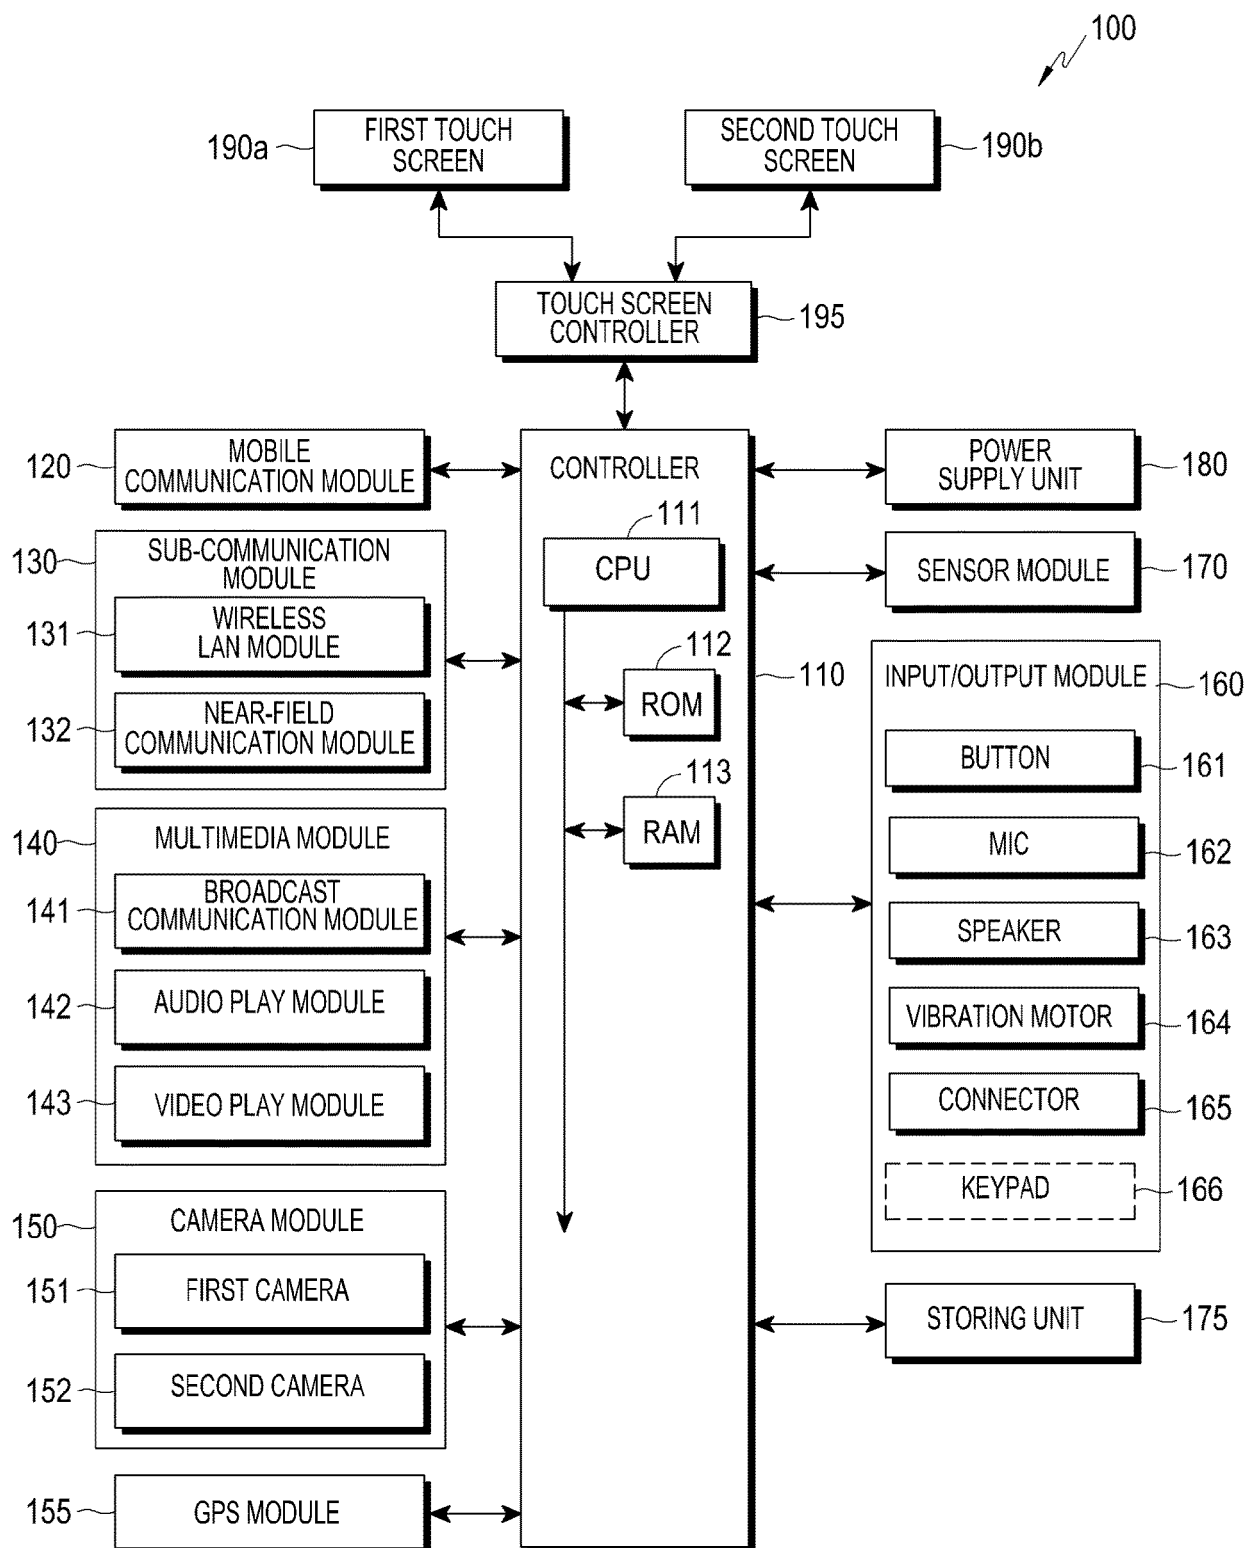 100
190a
FIRST TOUCH
SCREEN
SECOND TOUCH
SCREEN
190b
TOUCH SCREEN
CONTROLLER
195
120
MOBILE
COMMUNICATION MODULE
130
SUB-COMMUNICATION
MODULE
131
WIRELESS
LAN MODULE
132
NEAR-FIELD
COMMUNICATION MODULE
140
MULTIMEDIA MODULE
141
BROADCAST
COMMUNICATION MODULE
142
AUDIO PLAY MODULE
143
VIDEO PLAY MODULE
150
CAMERA MODULE
151
FIRST CAMERA
152
SECOND CAMERA
155
GPS MODULE
CONTROLLER
111
CPU
112
ROM
113
RAM
110
POWER
SUPPLY UNIT
180
SENSOR MODULE
170
INPUT/OUTPUT MODULE
160
BUTTON
161
MIC
162
SPEAKER
163
VIBRATION MOTOR
164
CONNECTOR
165
KEYPAD
166
STORING UNIT
175